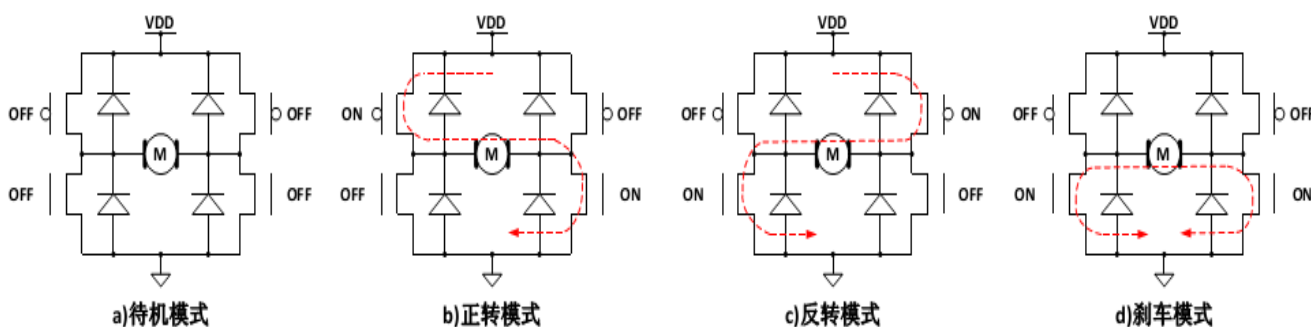 VDD VDD VDD VDD
OFF OFF ON OFF OFF ON OFF OFF
M M M M
OFF OFF OFF ON ON OFF ON ON
a)待机模式 b)正转模式 c)反转模式 d)刹车模式